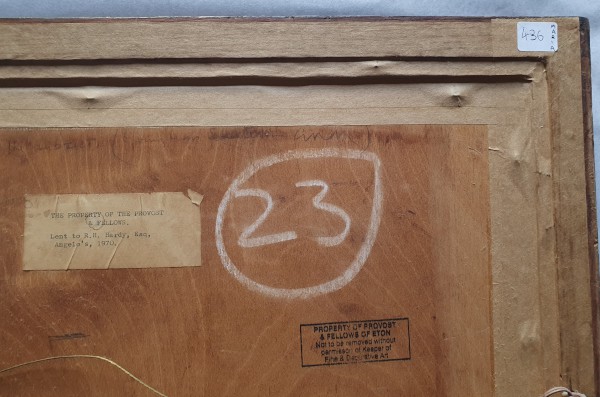 436
MARIA
23
THE PROPERTY OF THE PROVOST
& FELLOWS.
Lent to R.H. Hardy, Esq.
Angelo's, 1970.
PROPERTY OF PROVOST
& FELLOWS OF ETON
Not to be removed without
permission of Keeper of
Fine & Decorative Art